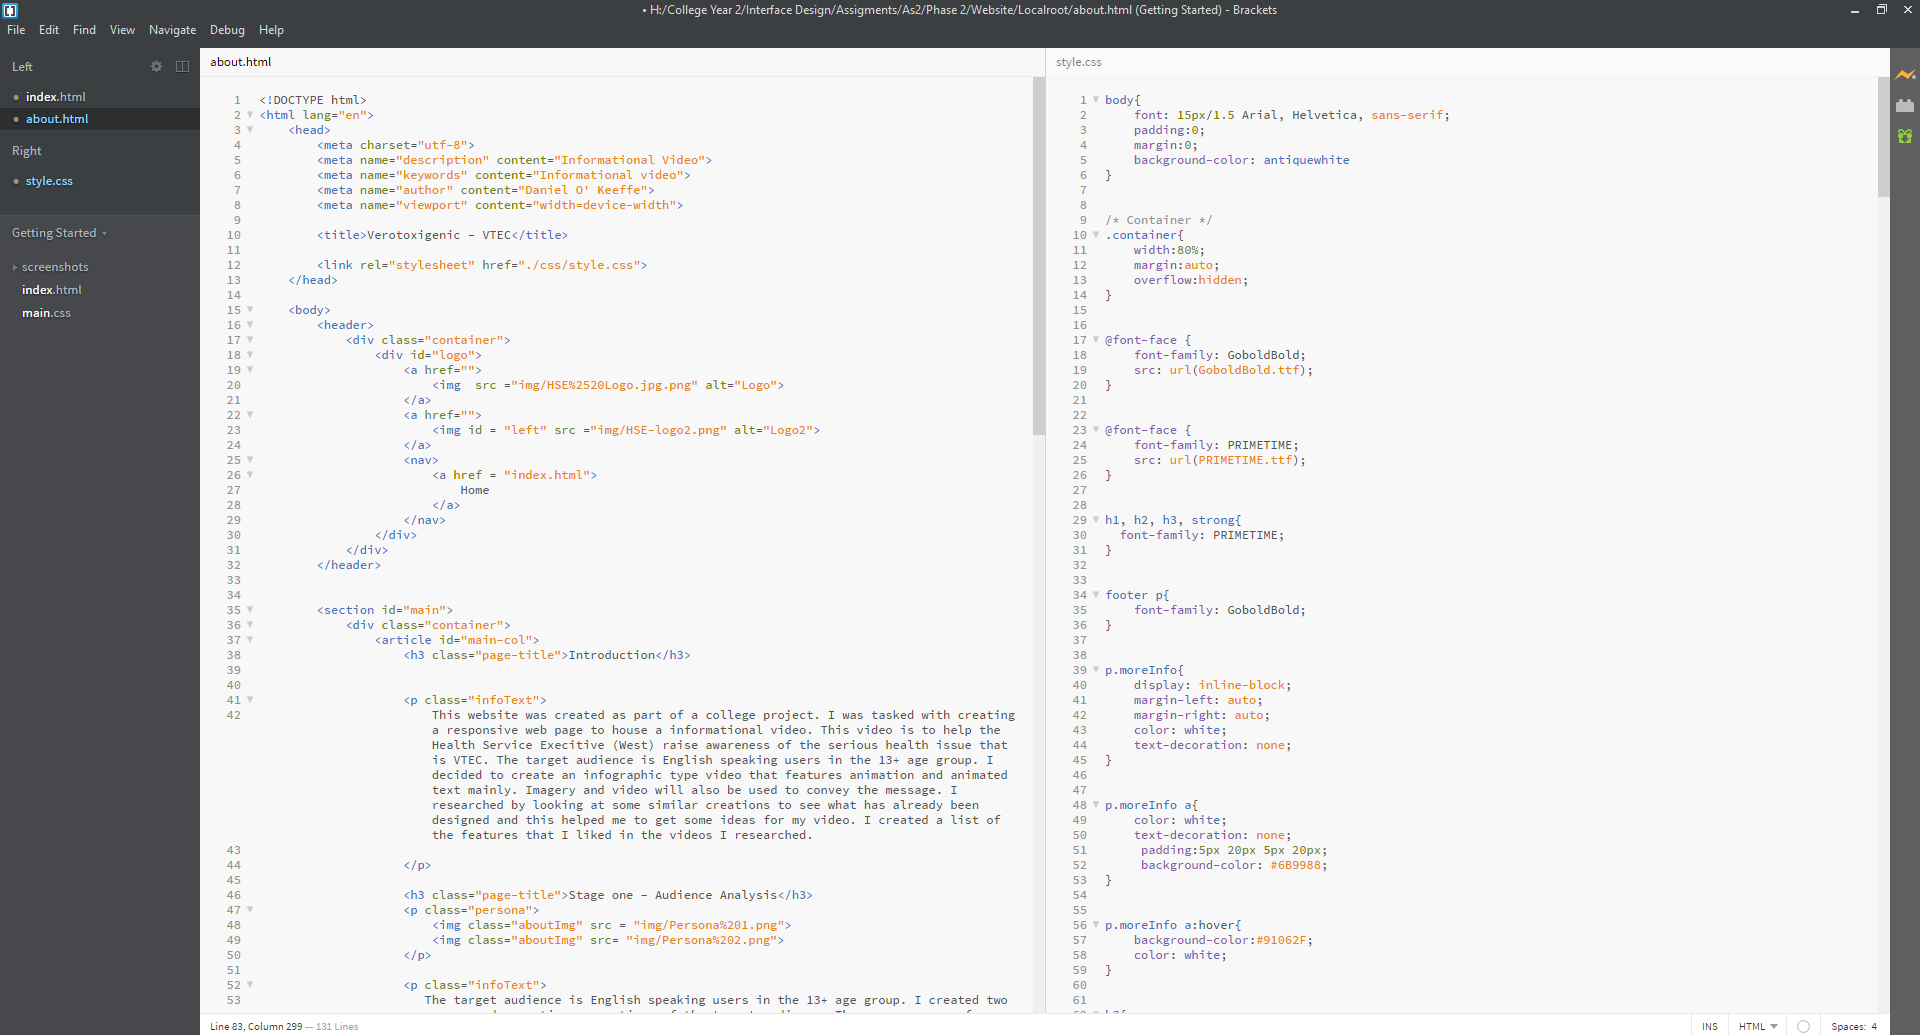 • H:/College Year 2/Interface Design/Assigments/As2/Phase 2/Website/Localroot/about.html (Getting Started) - Brackets
File Edit Find View Navigate Debug Help
Left
index.html
about.html
Right
style.css
Getting Started
screenshots
index.html
main.css
about.html
1 <!DOCTYPE html>
2 <html lang="en">
3 <head>
4 <meta charset="utf-8">
5 <meta name="description" content="Informational Video">
6 <meta name="keywords" content="Informational video">
7 <meta name="author" content="Daniel O' Keeffe">
8 <meta name="viewport" content="width=device-width">
9
10 <title>Verotoxigenic - VTEC</title>
11
12 <link rel="stylesheet" href="./css/style.css">
13 </head>
14
15 <body>
16 <header>
17 <div class="container">
18 <div id="logo">
19 <a href="">
20 <img  src ="img/HSE%2520Logo.jpg.png" alt="Logo">
21 </a>
22 <a href="">
23 <img id = "left" src ="img/HSE-logo2.png" alt="Logo2">
24 </a>
25 <nav>
26 <a href = "index.html">
27 Home
28 </a>
29 </nav>
30 </div>
31 </div>
32 </header>
33
34
35 <section id="main">
36 <div class="container">
37 <article id="main-col">
38 <h3 class="page-title">Introduction</h3>
39
40
41 <p class="infoText">
42 This website was created as part of a college project. I was tasked with creating
a responsive web page to house a informational video. This video is to help the
Health Service Execitive (West) raise awareness of the serious health issue that
is VTEC. The target audience is English speaking users in the 13+ age group. I
decided to create an infographic type video that features animation and animated
text mainly. Imagery and video will also be used to convey the message. I
researched by looking at some similar creations to see what has already been
designed and this helped me to get some ideas for my video. I created a list of
the features that I liked in the videos I researched.
43
44 </p>
45
46 <h3 class="page-title">Stage one - Audience Analysis</h3>
47 <p class="persona">
48 <img class="aboutImg" src = "img/Persona%201.png">
49 <img class="aboutImg" src= "img/Persona%202.png">
50 </p>
51
52 <p class="infoText">
53 The target audience is English speaking users in the 13+ age group. I created two
style.css
1 body{
2 font: 15px/1.5 Arial, Helvetica, sans-serif;
3 padding:0;
4 margin:0;
5 background-color: antiquewhite
6 }
7
8
9 /* Container */
10 .container{
11 width:80%;
12 margin:auto;
13 overflow:hidden;
14 }
15
16
17 @font-face {
18 font-family: GoboldBold;
19 src: url(GoboldBold.ttf);
20 }
21
22
23 @font-face {
24 font-family: PRIMETIME;
25 src: url(PRIMETIME.ttf);
26 }
27
28
29 h1, h2, h3, strong{
30 font-family: PRIMETIME;
31 }
32
33
34 footer p{
35 font-family: GoboldBold;
36 }
37
38
39 p.moreInfo{
40 display: inline-block;
41 margin-left: auto;
42 margin-right: auto;
43 color: white;
44 text-decoration: none;
45 }
46
47
48 p.moreInfo a{
49 color: white;
50 text-decoration: none;
51 padding:5px 20px 5px 20px;
52 background-color: #6B9988;
53 }
54
55
56 p.moreInfo a:hover{
57 background-color:#91062F;
58 color: white;
59 }
60
61
Line 83, Column 299 — 131 Lines
INS HTML Spaces: 4